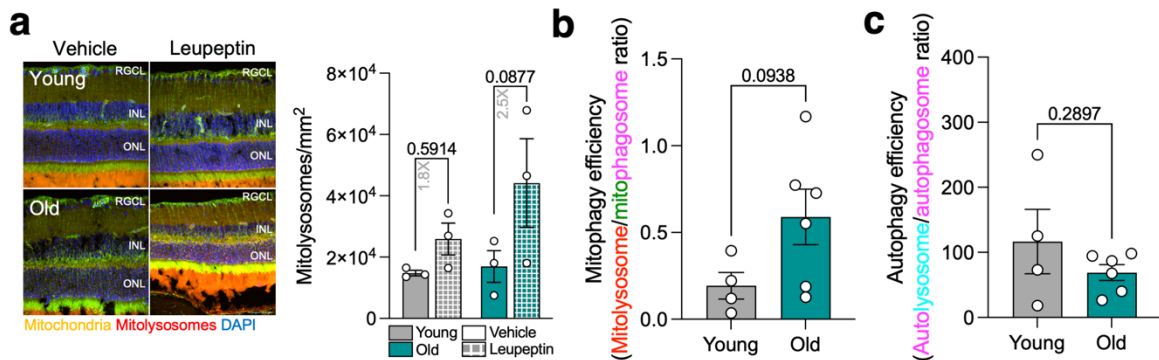 a
Vehicle
Leupeptin
Young
RGCL
INL
ONL
RGCL
INL
ONL
Old
RGCL
INL
ONL
RGCL
INL
ONL
Mitochondria Mitolysosomes DAPI
Mitolysosomes/mm²
8×10⁴
6×10⁴
4×10⁴
2×10⁴
0
0.5914
1.8X
0.0877
2.5X
Young
Vehicle
Old
Leupeptin
b
Mitophagy efficiency
(Mitolysosome/mitophagosome ratio)
1.5
1.0
0.5
0.0
0.0938
Young
Old
c
Autophagy efficiency
(Autolysosome/autophagosome ratio)
400
300
200
100
0
0.2897
Young
Old